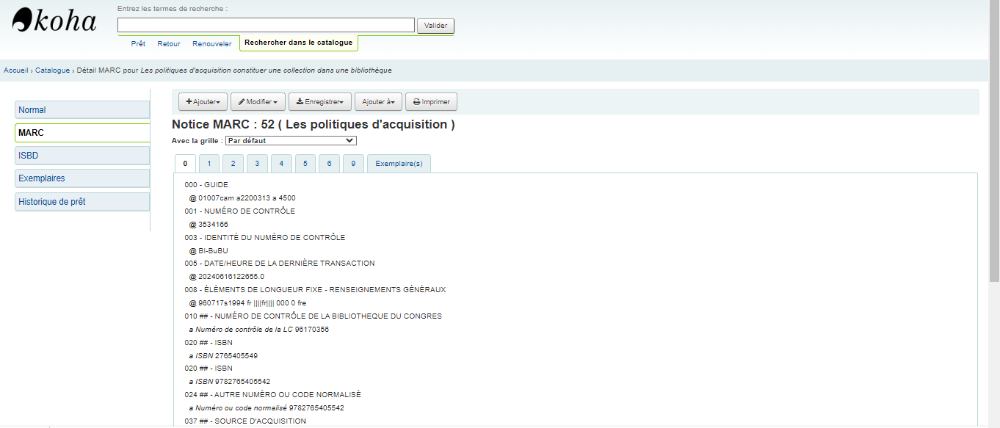 koha
Entrez les termes de recherche :
Valider
Prêt Retour Renouveler Rechercher dans le catalogue
Accueil › Catalogue › Détail MARC pour Les politiques d'acquisition constituer une collection dans une bibliothèque
Normal
MARC
ISBD
Exemplaires
Historique de prêt
Ajouter Modifier Enregistrer Ajouter à Imprimer
Notice MARC : 52 ( Les politiques d'acquisition )
Avec la grille : Par défaut
0 1 2 3 4 5 6 9 Exemplaire(s)
000 - GUIDE
@ 01007cam a2200313 a 4500
001 - NUMÉRO DE CONTRÔLE
@ 3534166
003 - IDENTITÉ DU NUMÉRO DE CONTRÔLE
@ BI-BuBU
005 - DATE/HEURE DE LA DERNIÈRE TRANSACTION
@ 20240616122655.0
008 - ÉLÉMENTS DE LONGUEUR FIXE - RENSEIGNEMENTS GÉNÉRAUX
@ 960717s1994 fr ||||fr|||| 000 0 fre
010 ## - NUMÉRO DE CONTRÔLE DE LA BIBLIOTHEQUE DU CONGRES
a Numéro de contrôle de la LC 96170356
020 ## - ISBN
a ISBN 2765405549
020 ## - ISBN
a ISBN 9782765405542
024 ## - AUTRE NUMÉRO OU CODE NORMALISÉ
a Numéro ou code normalisé 9782765405542
037 ## - SOURCE D'ACQUISITION